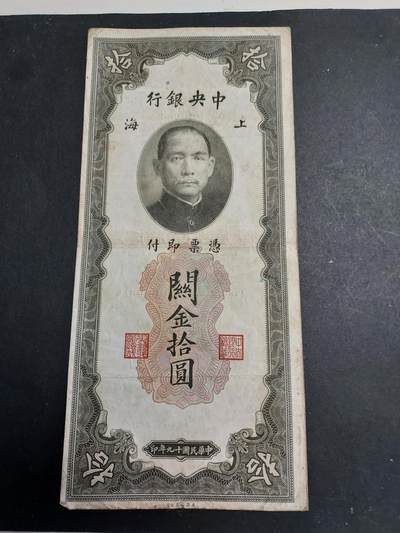 拾 拾
中央銀行
上海
憑票即付
關金拾圓
中華民國十九年印
拾 拾